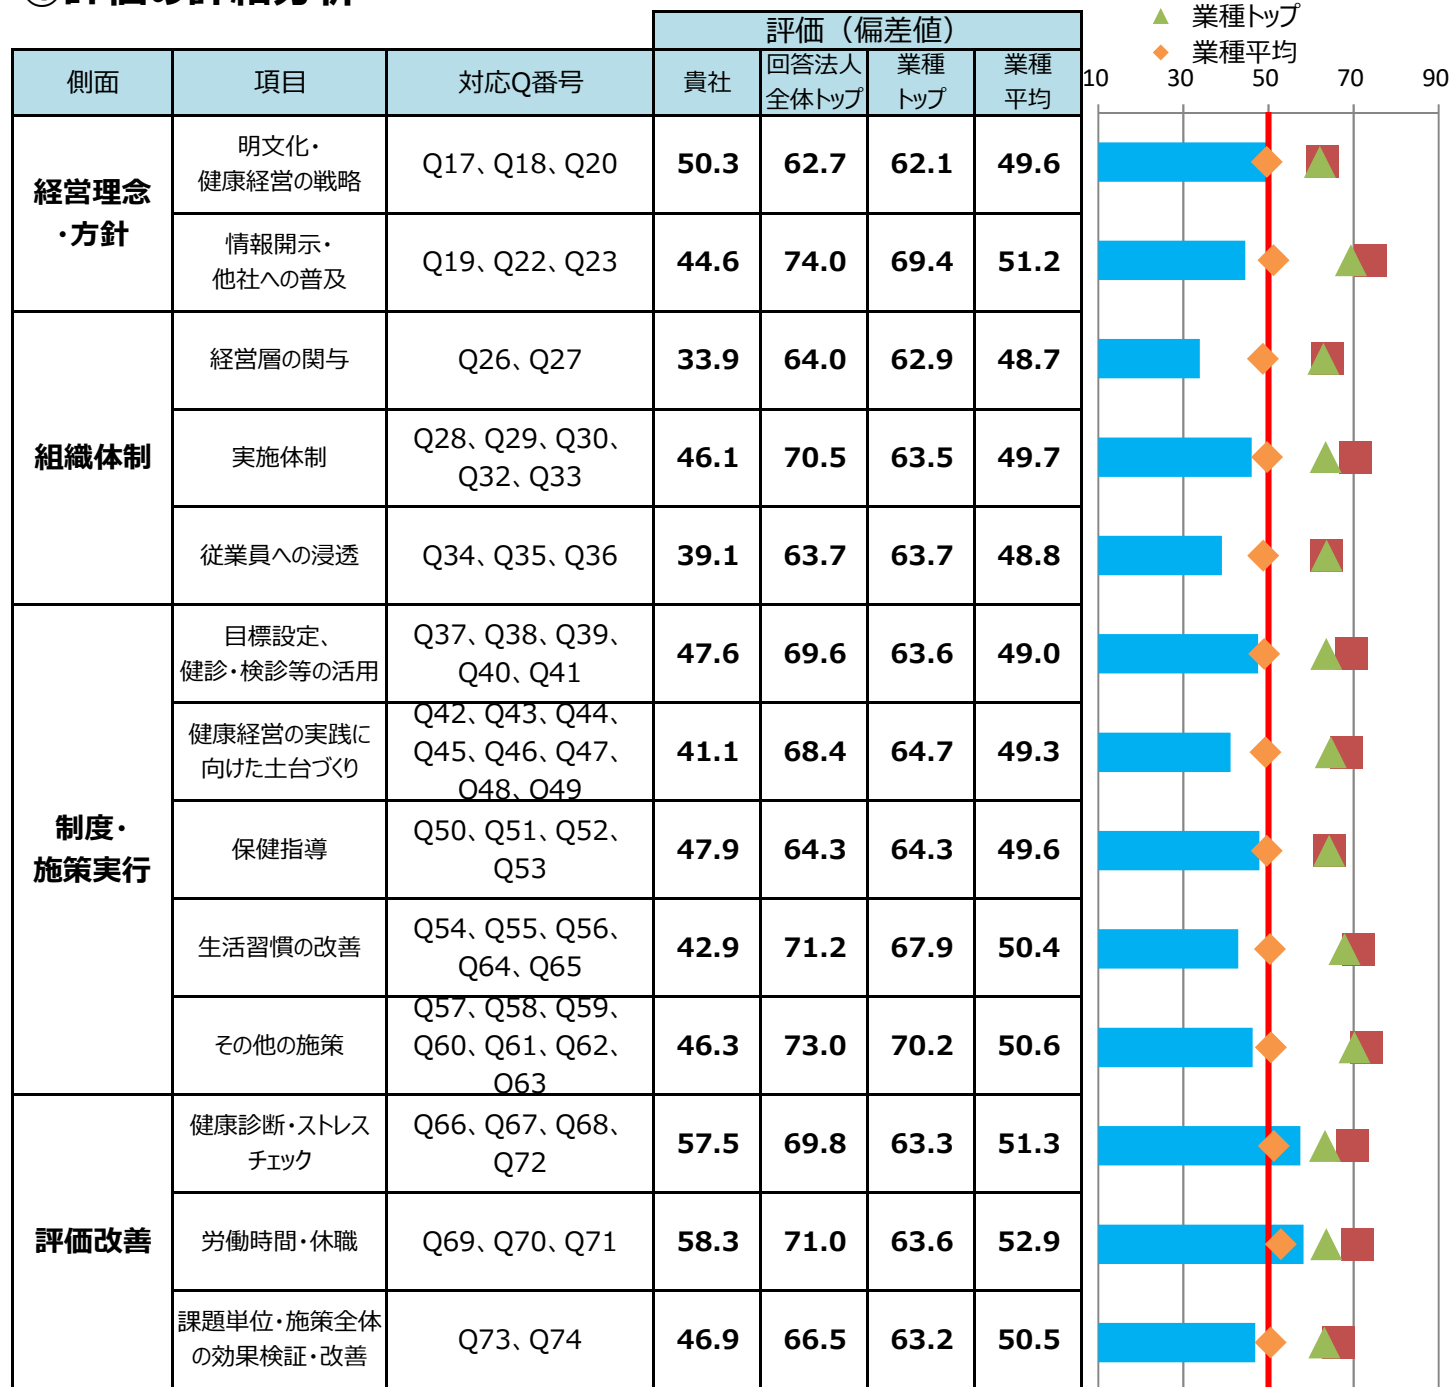 ①評価の詳細分析
▲ 業種トップ
◆ 業種平均
評価（偏差値）
側面 項目 対応Q番号 貴社 回答法人 業種 業種
全体トップ トップ 平均
10 30 50 70 90
経営理念
・方針
明文化・
健康経営の戦略
Q17、Q18、Q20 50.3 62.7 62.1 49.6
情報開示・
他社への普及
Q19、Q22、Q23 44.6 74.0 69.4 51.2
組織体制
経営層の関与 Q26、Q27 33.9 64.0 62.9 48.7
実施体制
Q28、Q29、Q30、
Q32、Q33
46.1 70.5 63.5 49.7
従業員への浸透 Q34、Q35、Q36 39.1 63.7 63.7 48.8
制度・
施策実行
目標設定、
健診・検診等の活用
Q37、Q38、Q39、
Q40、Q41
47.6 69.6 63.6 49.0
健康経営の実践に
向けた土台づくり
Q42、Q43、Q44、
Q45、Q46、Q47、
Q48、Q49
41.1 68.4 64.7 49.3
保健指導
Q50、Q51、Q52、
Q53
47.9 64.3 64.3 49.6
生活習慣の改善
Q54、Q55、Q56、
Q64、Q65
42.9 71.2 67.9 50.4
その他の施策
Q57、Q58、Q59、
Q60、Q61、Q62、
Q63
46.3 73.0 70.2 50.6
評価改善
健康診断・ストレス
チェック
Q66、Q67、Q68、
Q72
57.5 69.8 63.3 51.3
労働時間・休職 Q69、Q70、Q71 58.3 71.0 63.6 52.9
課題単位・施策全体
の効果検証・改善
Q73、Q74 46.9 66.5 63.2 50.5